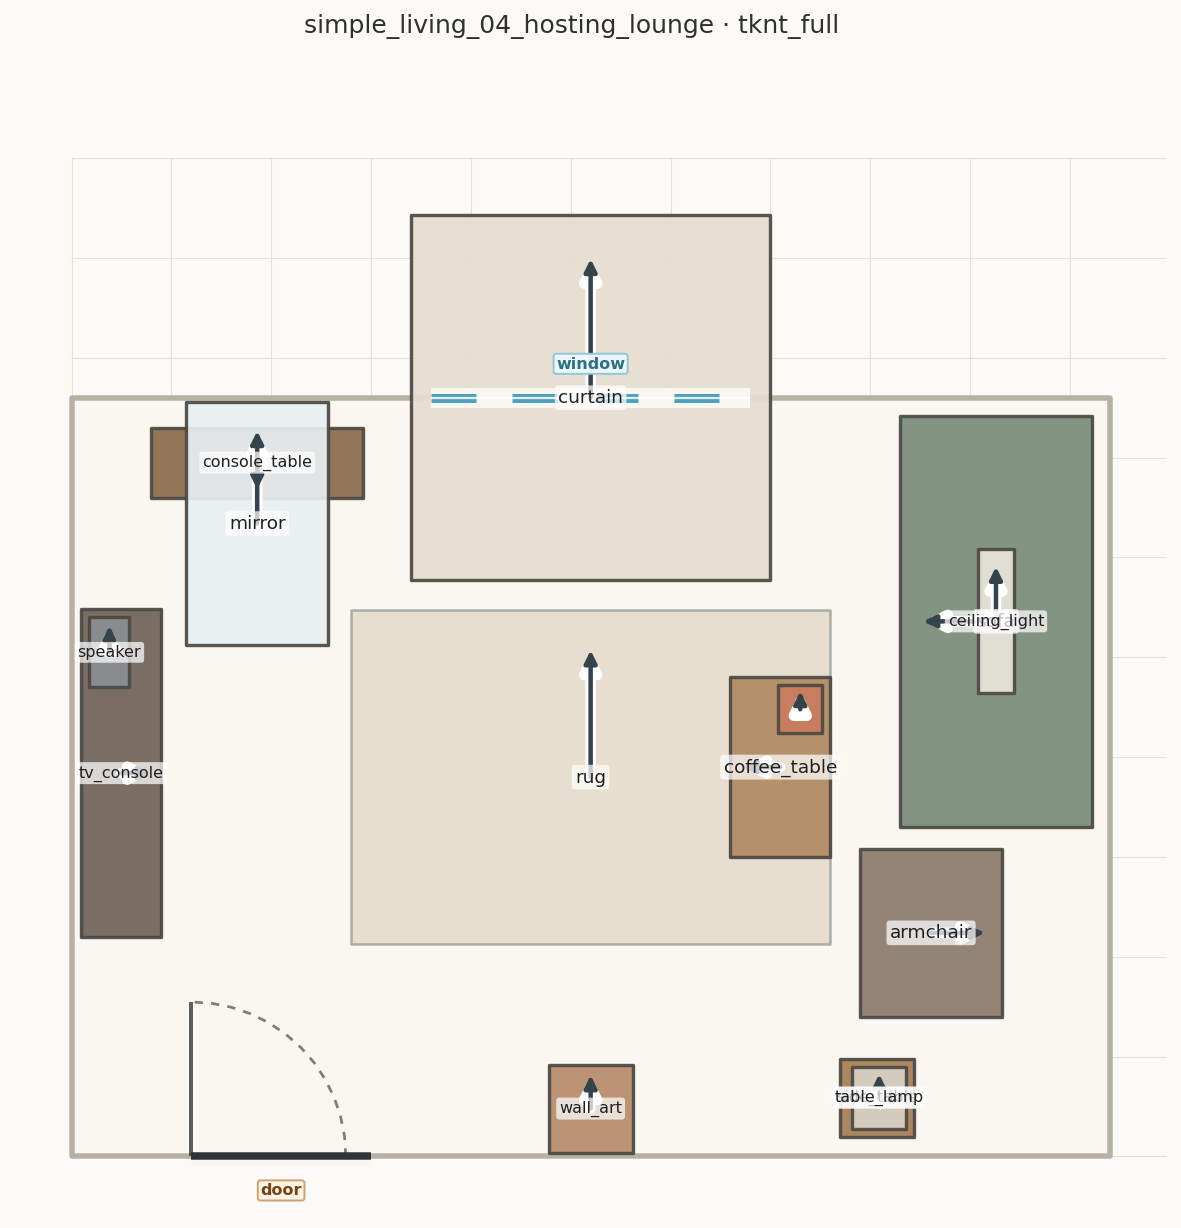 simple_living_04_hosting_lounge · tknt_full
window
curtain
console_table
mirror
ceiling_light
speaker
tv_console
coffee_table
rug
armchair
table_lamp
wall_art
door